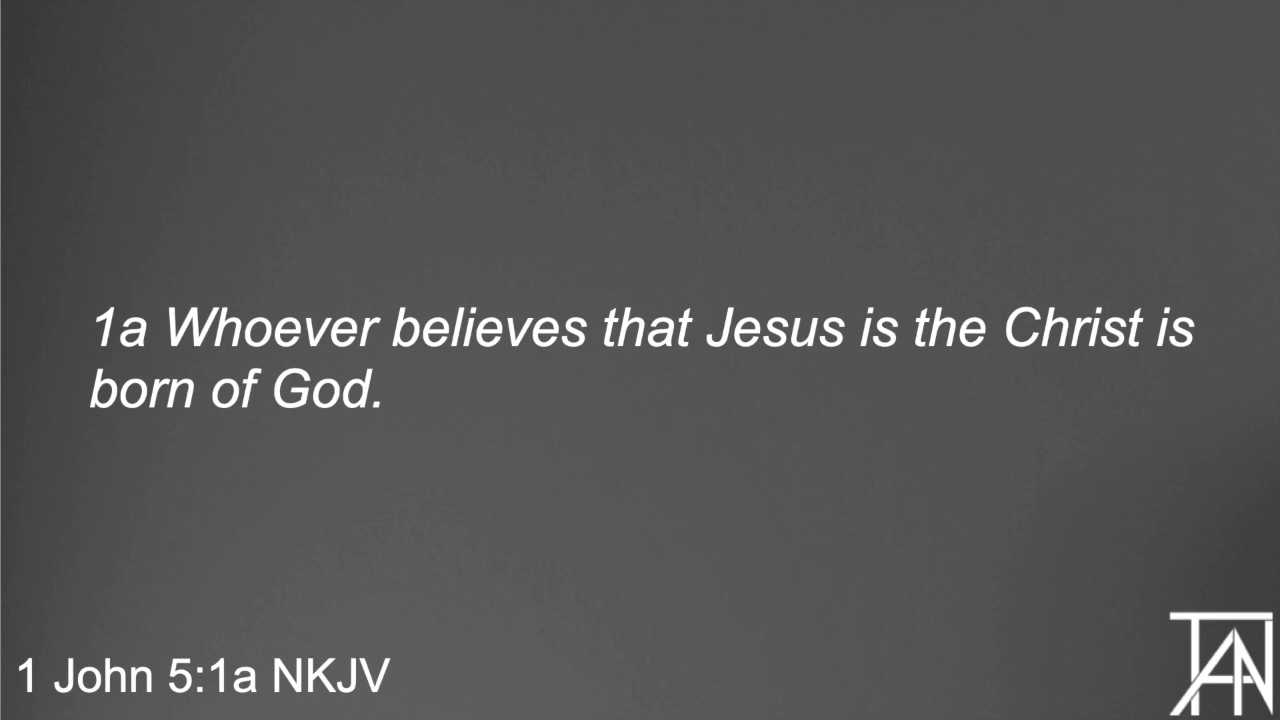 1a Whoever believes that Jesus is the Christ is
born of God.
1 John 5:1a NKJV